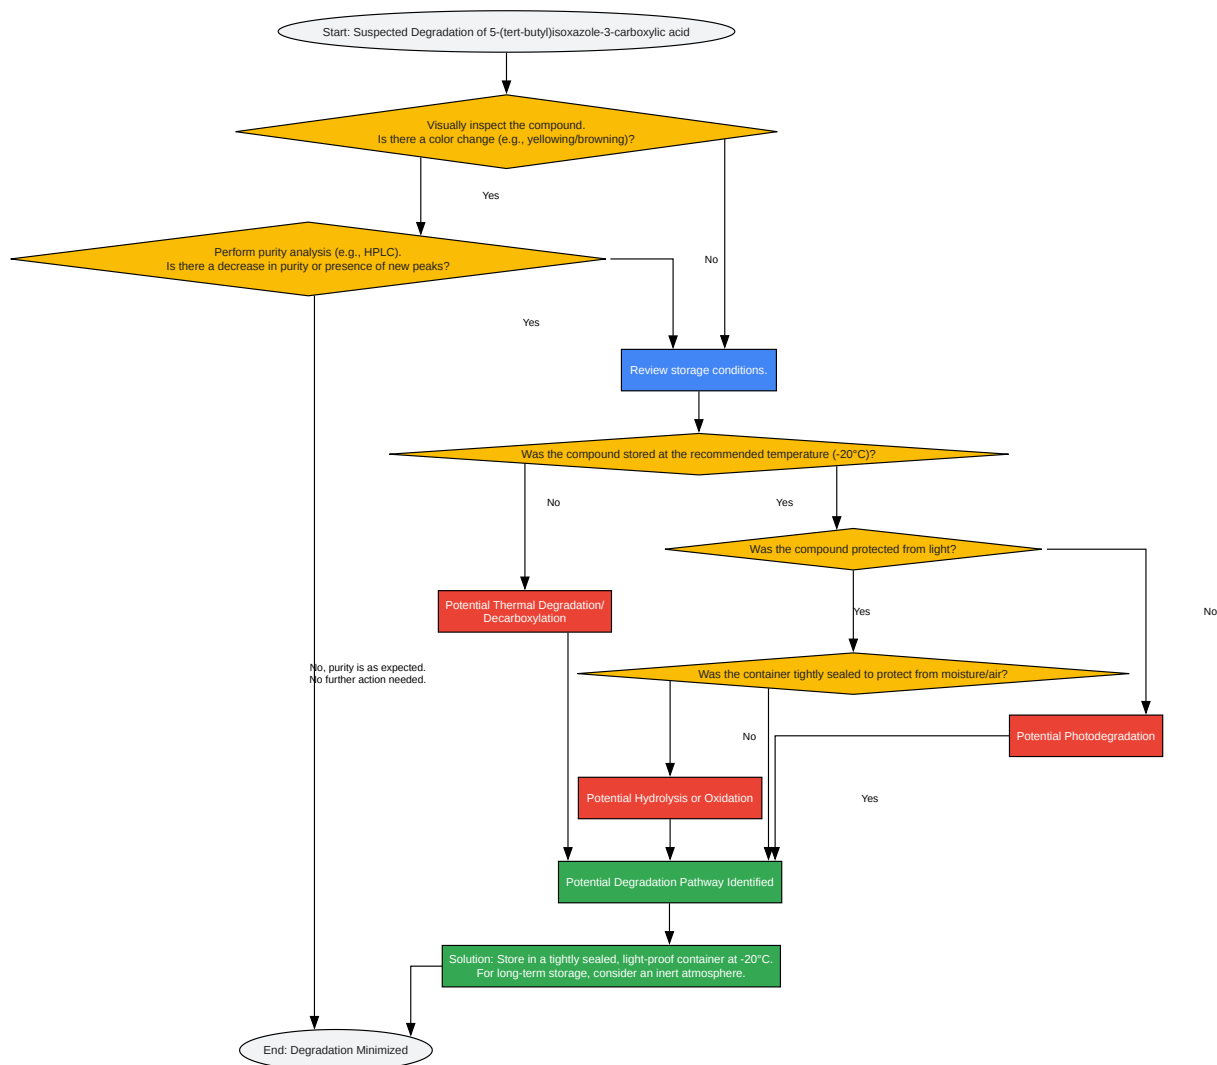 Start: Suspected Degradation of 5-(tert-butyl)isoxazole-3-carboxylic acid
Visually inspect the compound.
Is there a color change (e.g., yellowing/browning)?
Yes
Perform purity analysis (e.g., HPLC).
Is there a decrease in purity or presence of new peaks?
No
Yes
Review storage conditions.
Was the compound stored at the recommended temperature (-20°C)?
No
Yes
Was the compound protected from light?
Potential Thermal Degradation/
Decarboxylation
Yes
No
No, purity is as expected.
No further action needed.
Was the container tightly sealed to protect from moisture/air?
No
Potential Photodegradation
Potential Hydrolysis or Oxidation
Yes
Potential Degradation Pathway Identified
Solution: Store in a tightly sealed, light-proof container at -20°C.
For long-term storage, consider an inert atmosphere.
End: Degradation Minimized